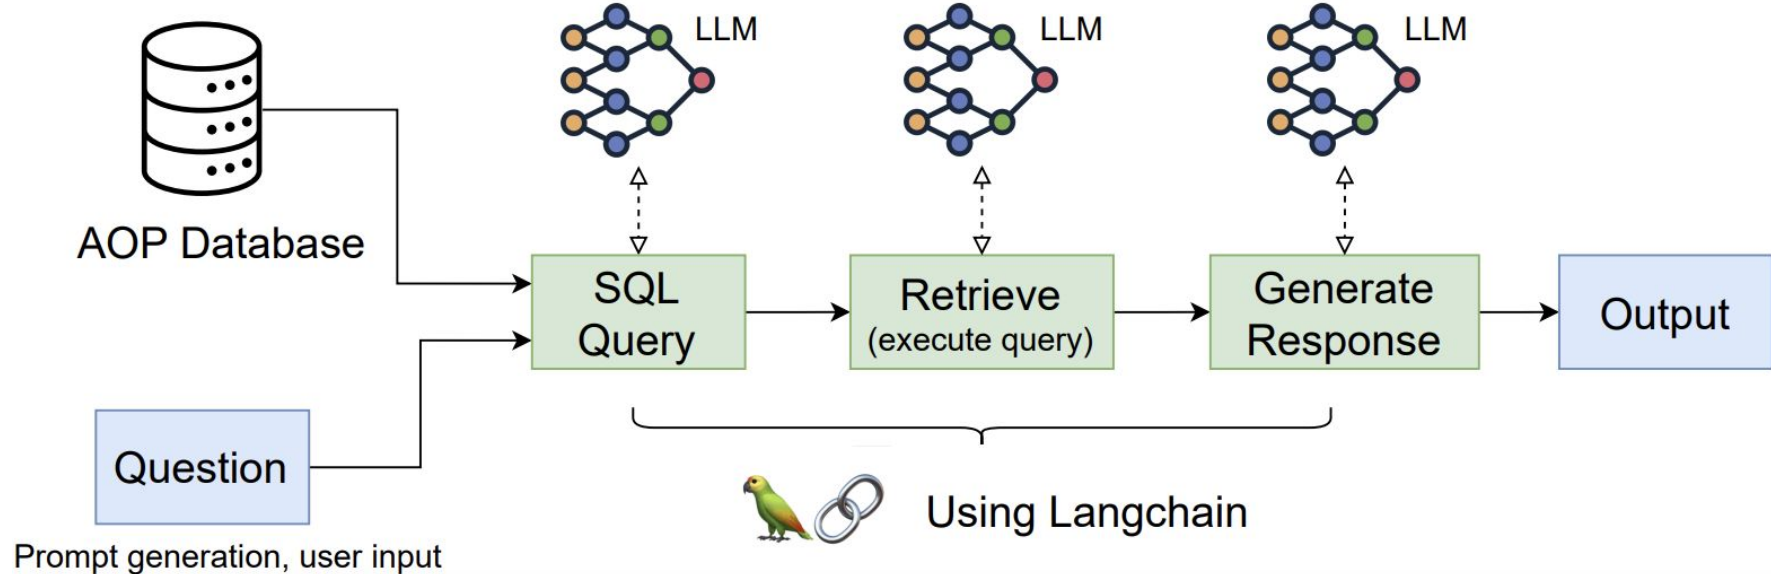 LLM
LLM
LLM
AOP Database
SQL
Query
Retrieve
(execute query)
Generate
Response
Output
Question
Prompt generation, user input
Using Langchain